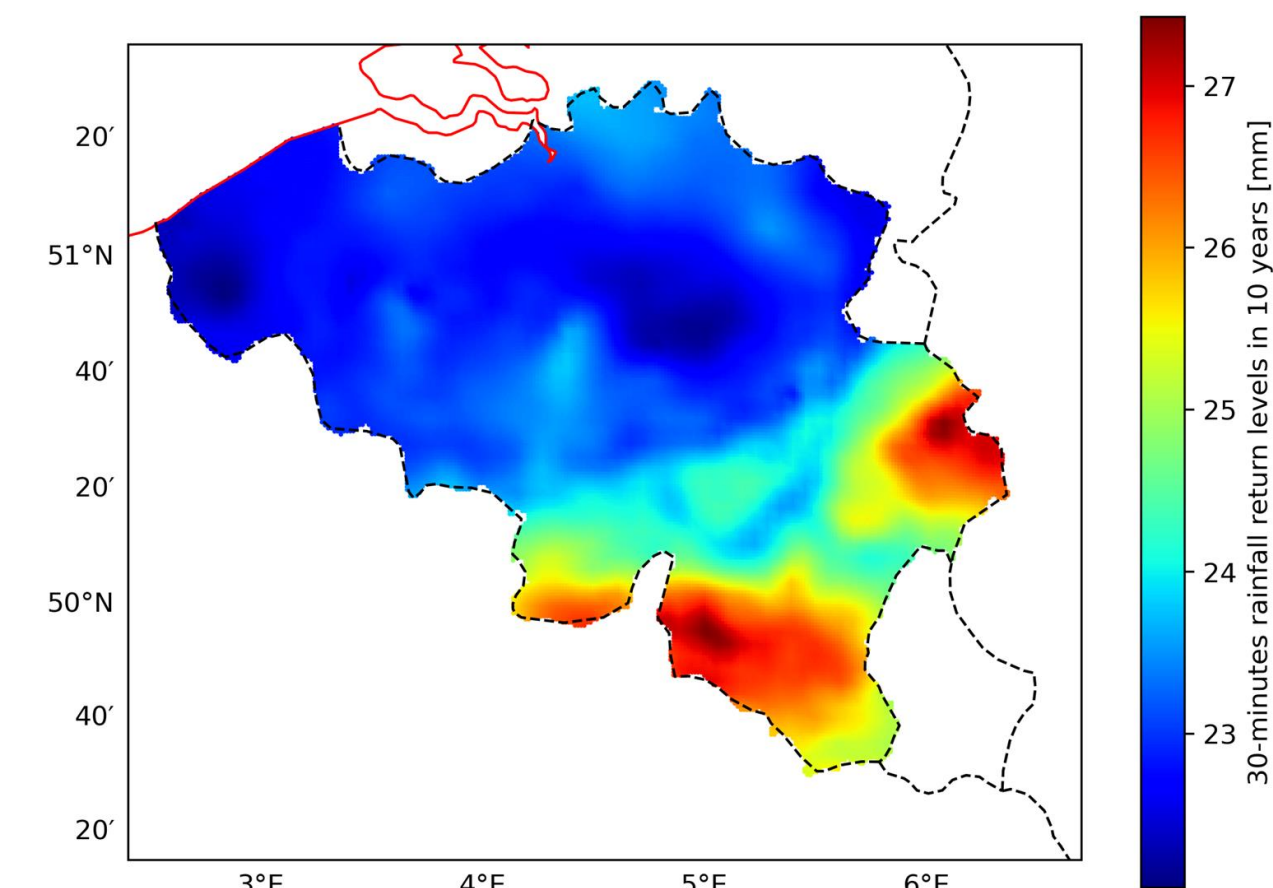 20′
51°N
40′
20′
50°N
40′
20′
3°E
4°E
5°E
6°E
27
26
25
24
23
30-minutes rainfall return levels in 10 years [mm]